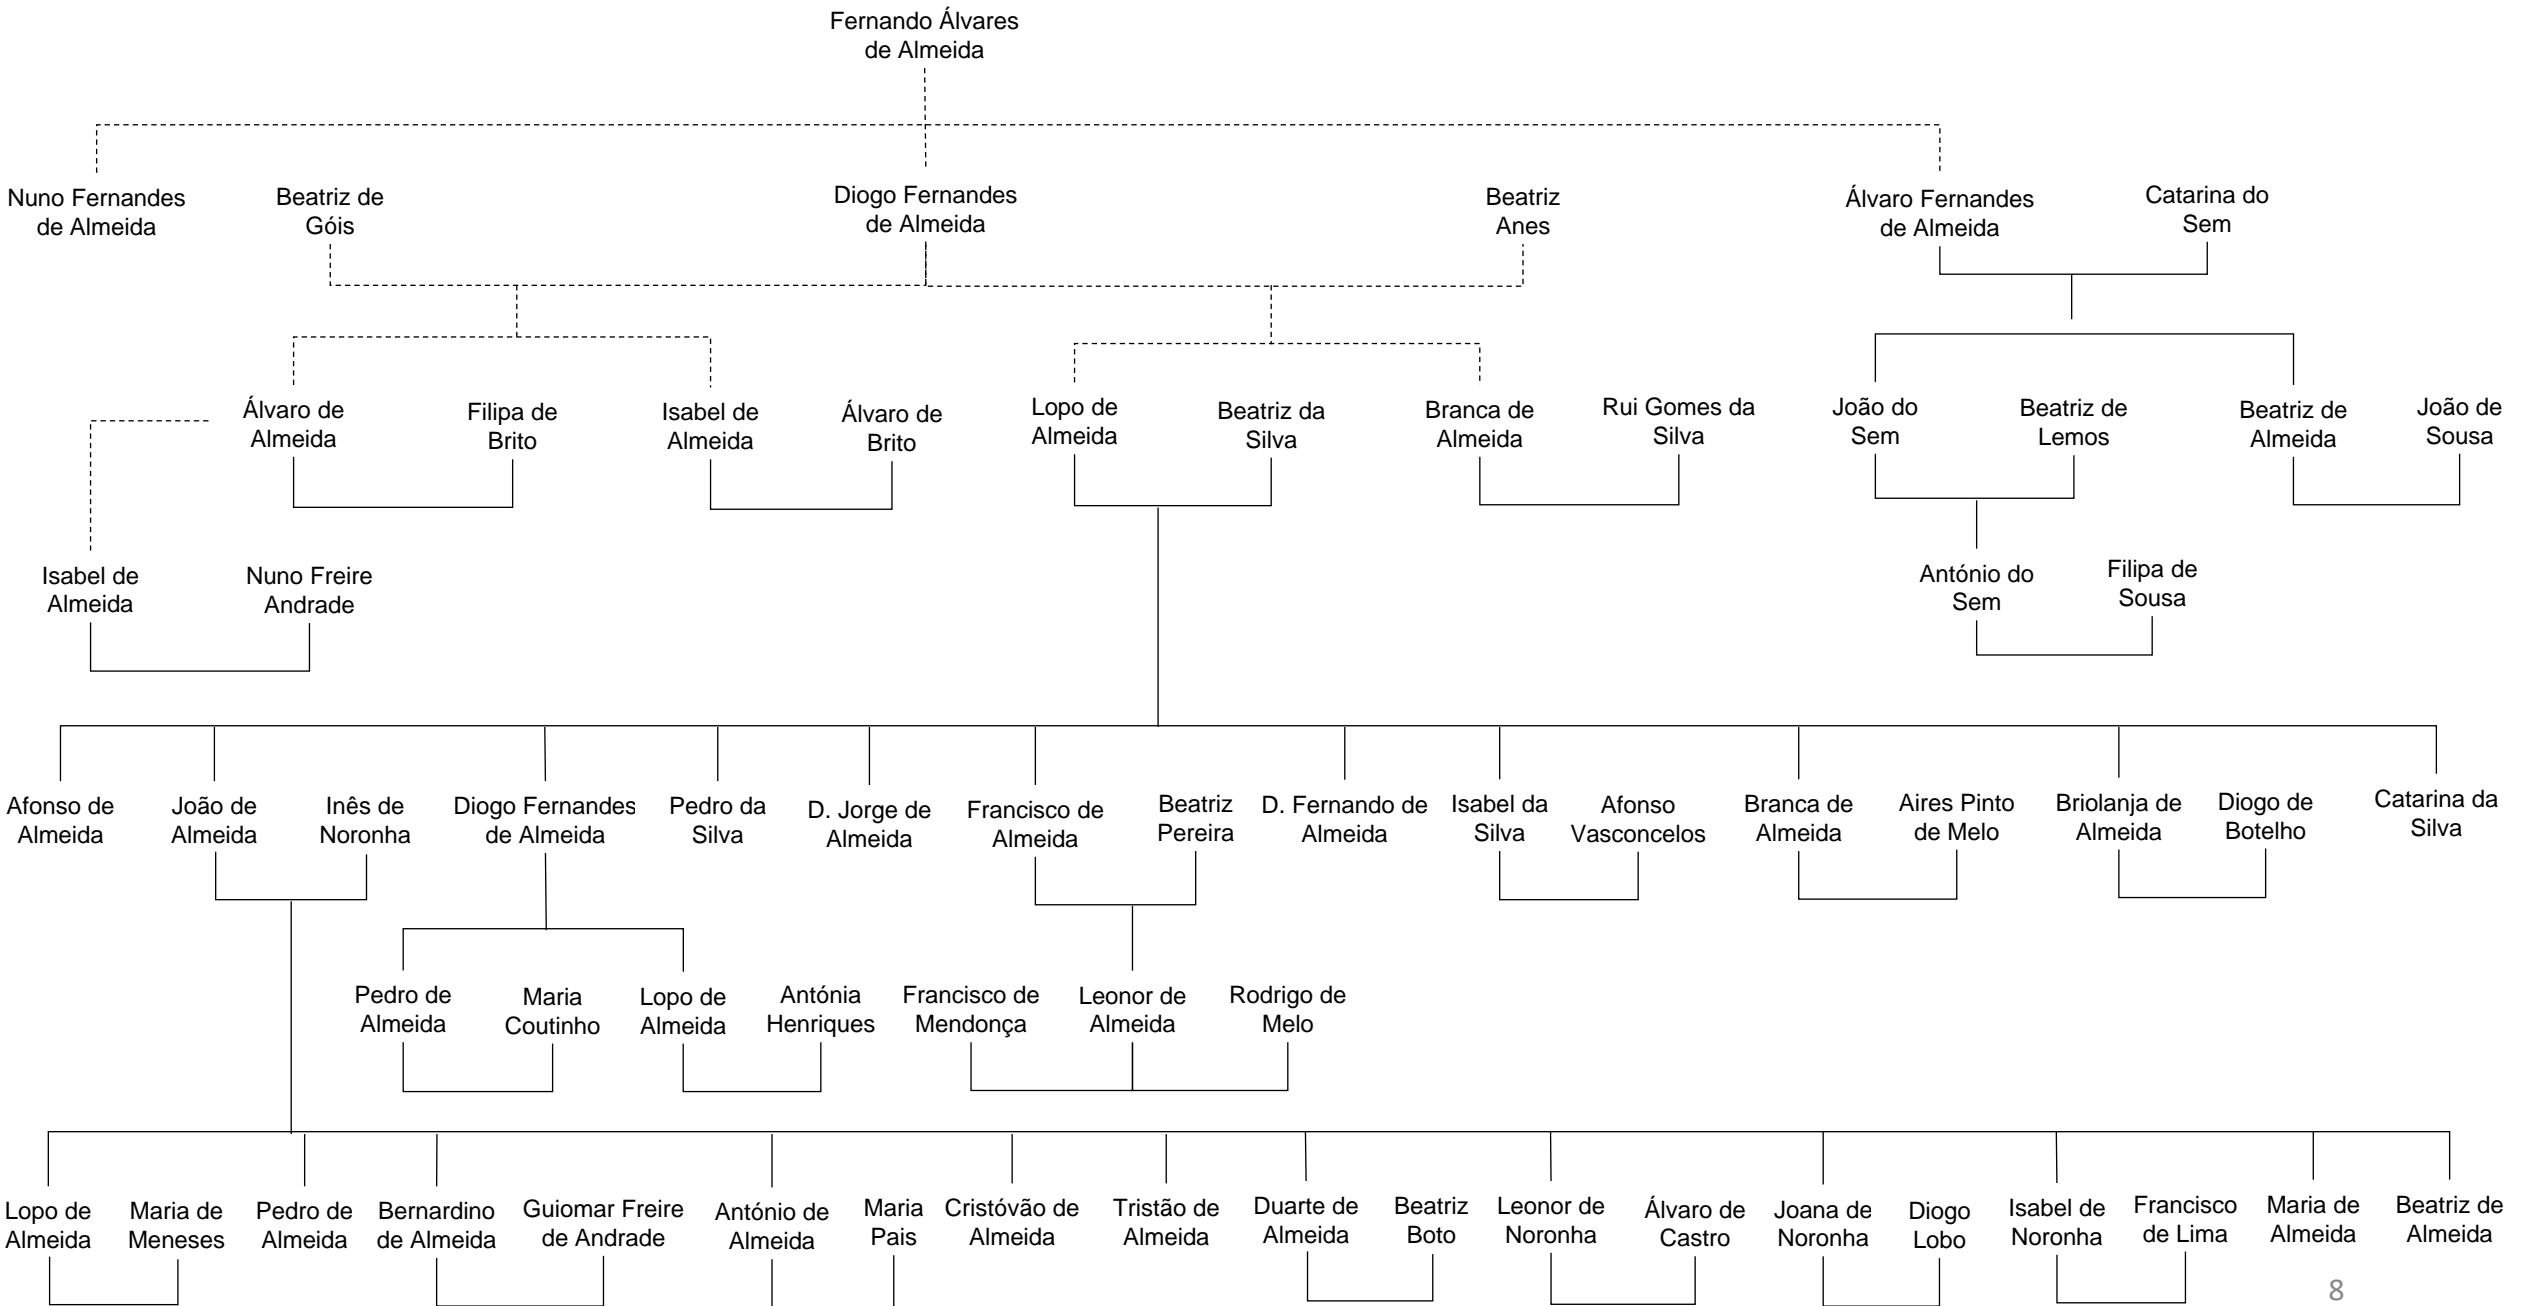 Fernando Álvares
de Almeida
Nuno Fernandes
de Almeida
Beatriz de
Góis
Diogo Fernandes
de Almeida
Beatriz
Anes
Álvaro Fernandes
de Almeida
Catarina do
Sem
Álvaro de
Almeida
Filipa de
Brito
Isabel de
Almeida
Álvaro de
Brito
Lopo de
Almeida
Beatriz da
Silva
Branca de
Almeida
Rui Gomes da
Silva
João do
Sem
Beatriz de
Lemos
Beatriz de
Almeida
João de
Sousa
Isabel de
Almeida
Nuno Freire
Andrade
António do
Sem
Filipa de
Sousa
Afonso de
Almeida
João de
Almeida
Inês de
Noronha
Diogo Fernandes
de Almeida
Pedro da
Silva
D. Jorge de
Almeida
Francisco de
Almeida
Beatriz
Pereira
D. Fernando de
Almeida
Isabel da
Silva
Afonso
Vasconcelos
Branca de
Almeida
Aires Pinto
de Melo
Briolanja de
Almeida
Diogo de
Botelho
Catarina da
Silva
Pedro de
Almeida
Maria
Coutinho
Lopo de
Almeida
Antónia
Henriques
Francisco de
Mendonça
Leonor de
Almeida
Rodrigo de
Melo
Lopo de
Almeida
Maria de
Meneses
Pedro de
Almeida
Bernardino
de Almeida
Guiomar Freire
de Andrade
António de
Almeida
Maria
Pais
Cristóvão de
Almeida
Tristão de
Almeida
Duarte de
Almeida
Beatriz
Boto
Leonor de
Noronha
Álvaro de
Castro
Joana de
Noronha
Diogo
Lobo
Isabel de
Noronha
Francisco
de Lima
Maria de
Almeida
Beatriz de
Almeida
8